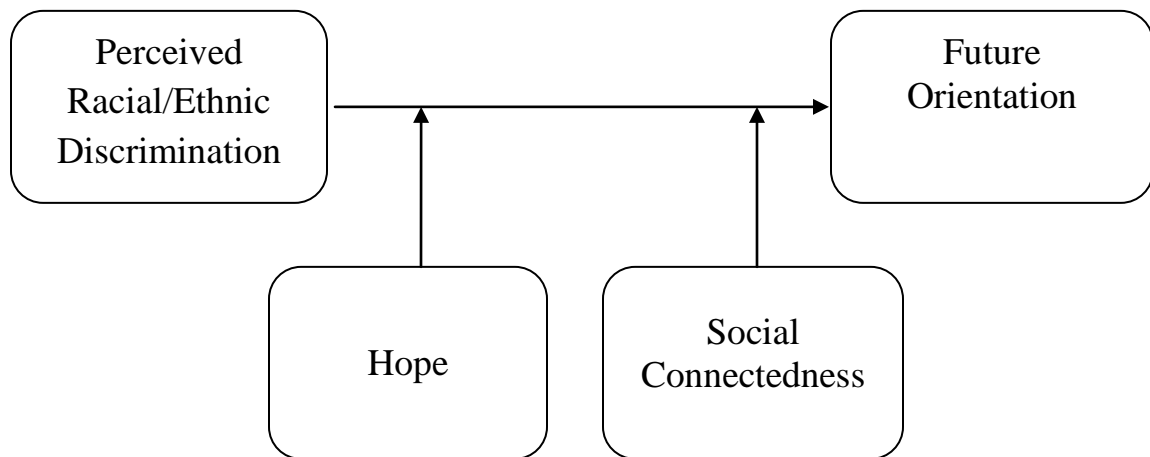 Perceived
Racial/Ethnic
Discrimination
Future
Orientation
Hope
Social
Connectedness